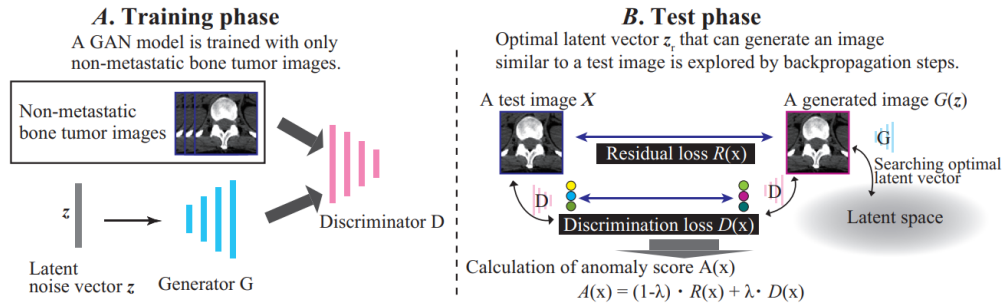 A. Training phase
A GAN model is trained with only
non-metastatic bone tumor images.
Non-metastatic
bone tumor images
z
Latent
noise vector z
Generator G
Discriminator D
B. Test phase
Optimal latent vector zr that can generate an image
similar to a test image is explored by backpropagation steps.
A test image X
A generated image G(z)
Residual loss R(x)
G
Searching optimal
latent vector
D
D
Discrimination loss D(x)
Latent space
Calculation of anomaly score A(x)
A(x) = (1-λ)・R(x) + λ・D(x)